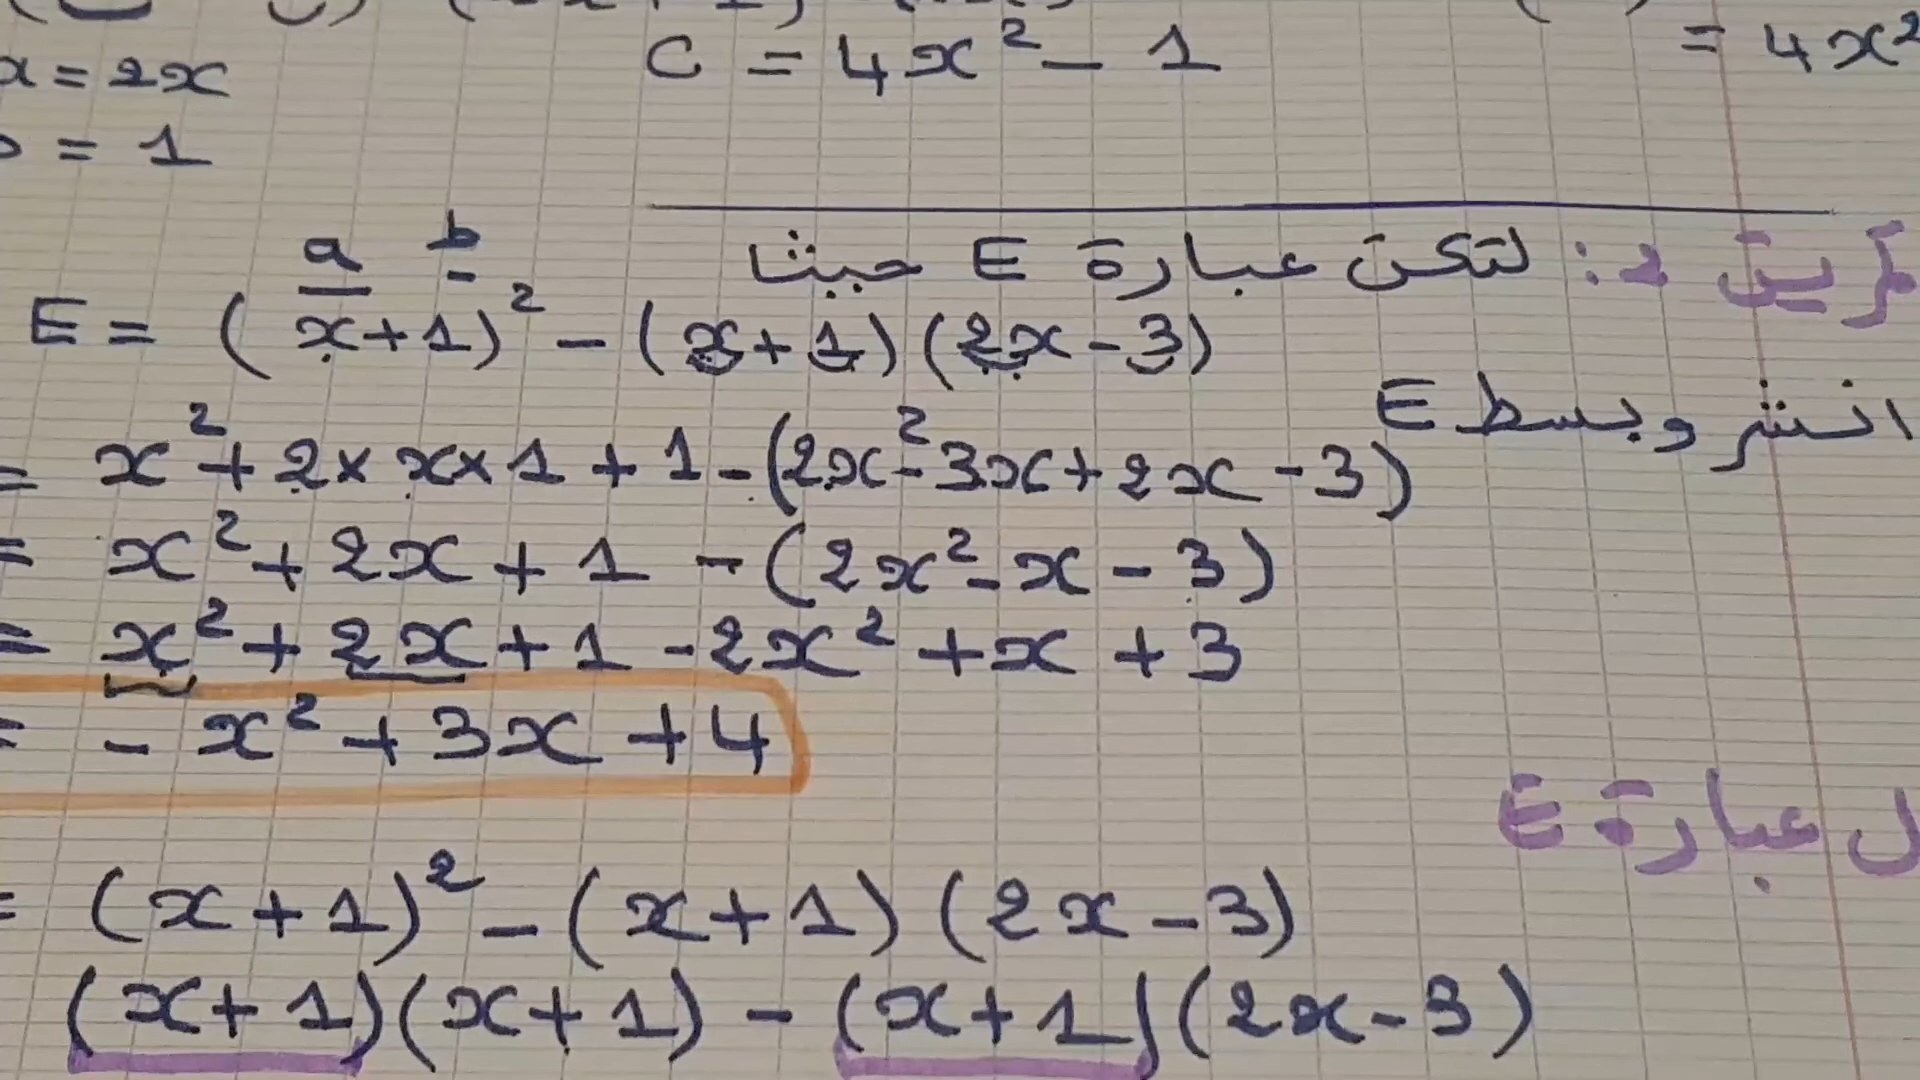 C = 4x² - 1
= 4x²
= 2x
= 1
تمرين 2: لتكن عبارة E حيث
a b
E = (x+1)² - (x+1)(2x-3)
انشر وبسط E
= x² + 2×x×1 + 1 - (2x² - 3x + 2x - 3)
= x² + 2x + 1 - (2x² - x - 3)
= x² + 2x + 1 - 2x² + x + 3
= - x² + 3x + 4
عبارة E
= (x+1)² - (x+1)(2x-3)
(x+1)(x+1) - (x+1)(2x-3)